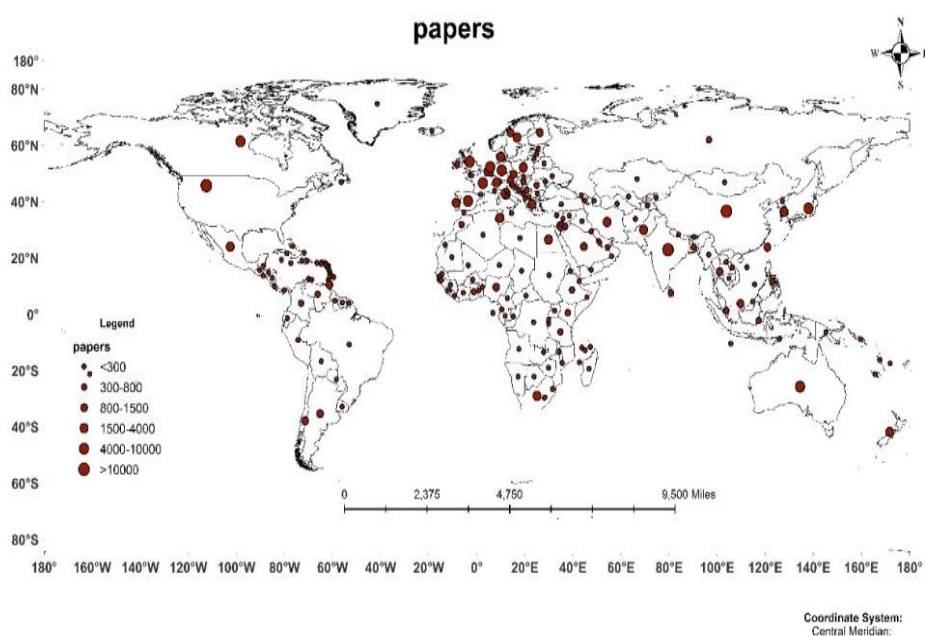 papers
N
W
E
S
180°
80°N
60°N
40°N
20°N
0°
20°S
40°S
60°S
80°S
Legend
papers
<300
300-800
800-1500
1500-4000
4000-10000
>10000
0 2,375 4,750 9,500 Miles
180° 160°W 140°W 120°W 100°W 80°W 60°W 40°W 20°W 0° 20°E 40°E 60°E 80°E 100°E 120°E 140°E 160°E 180°
Coordinate System:
Central Meridian: